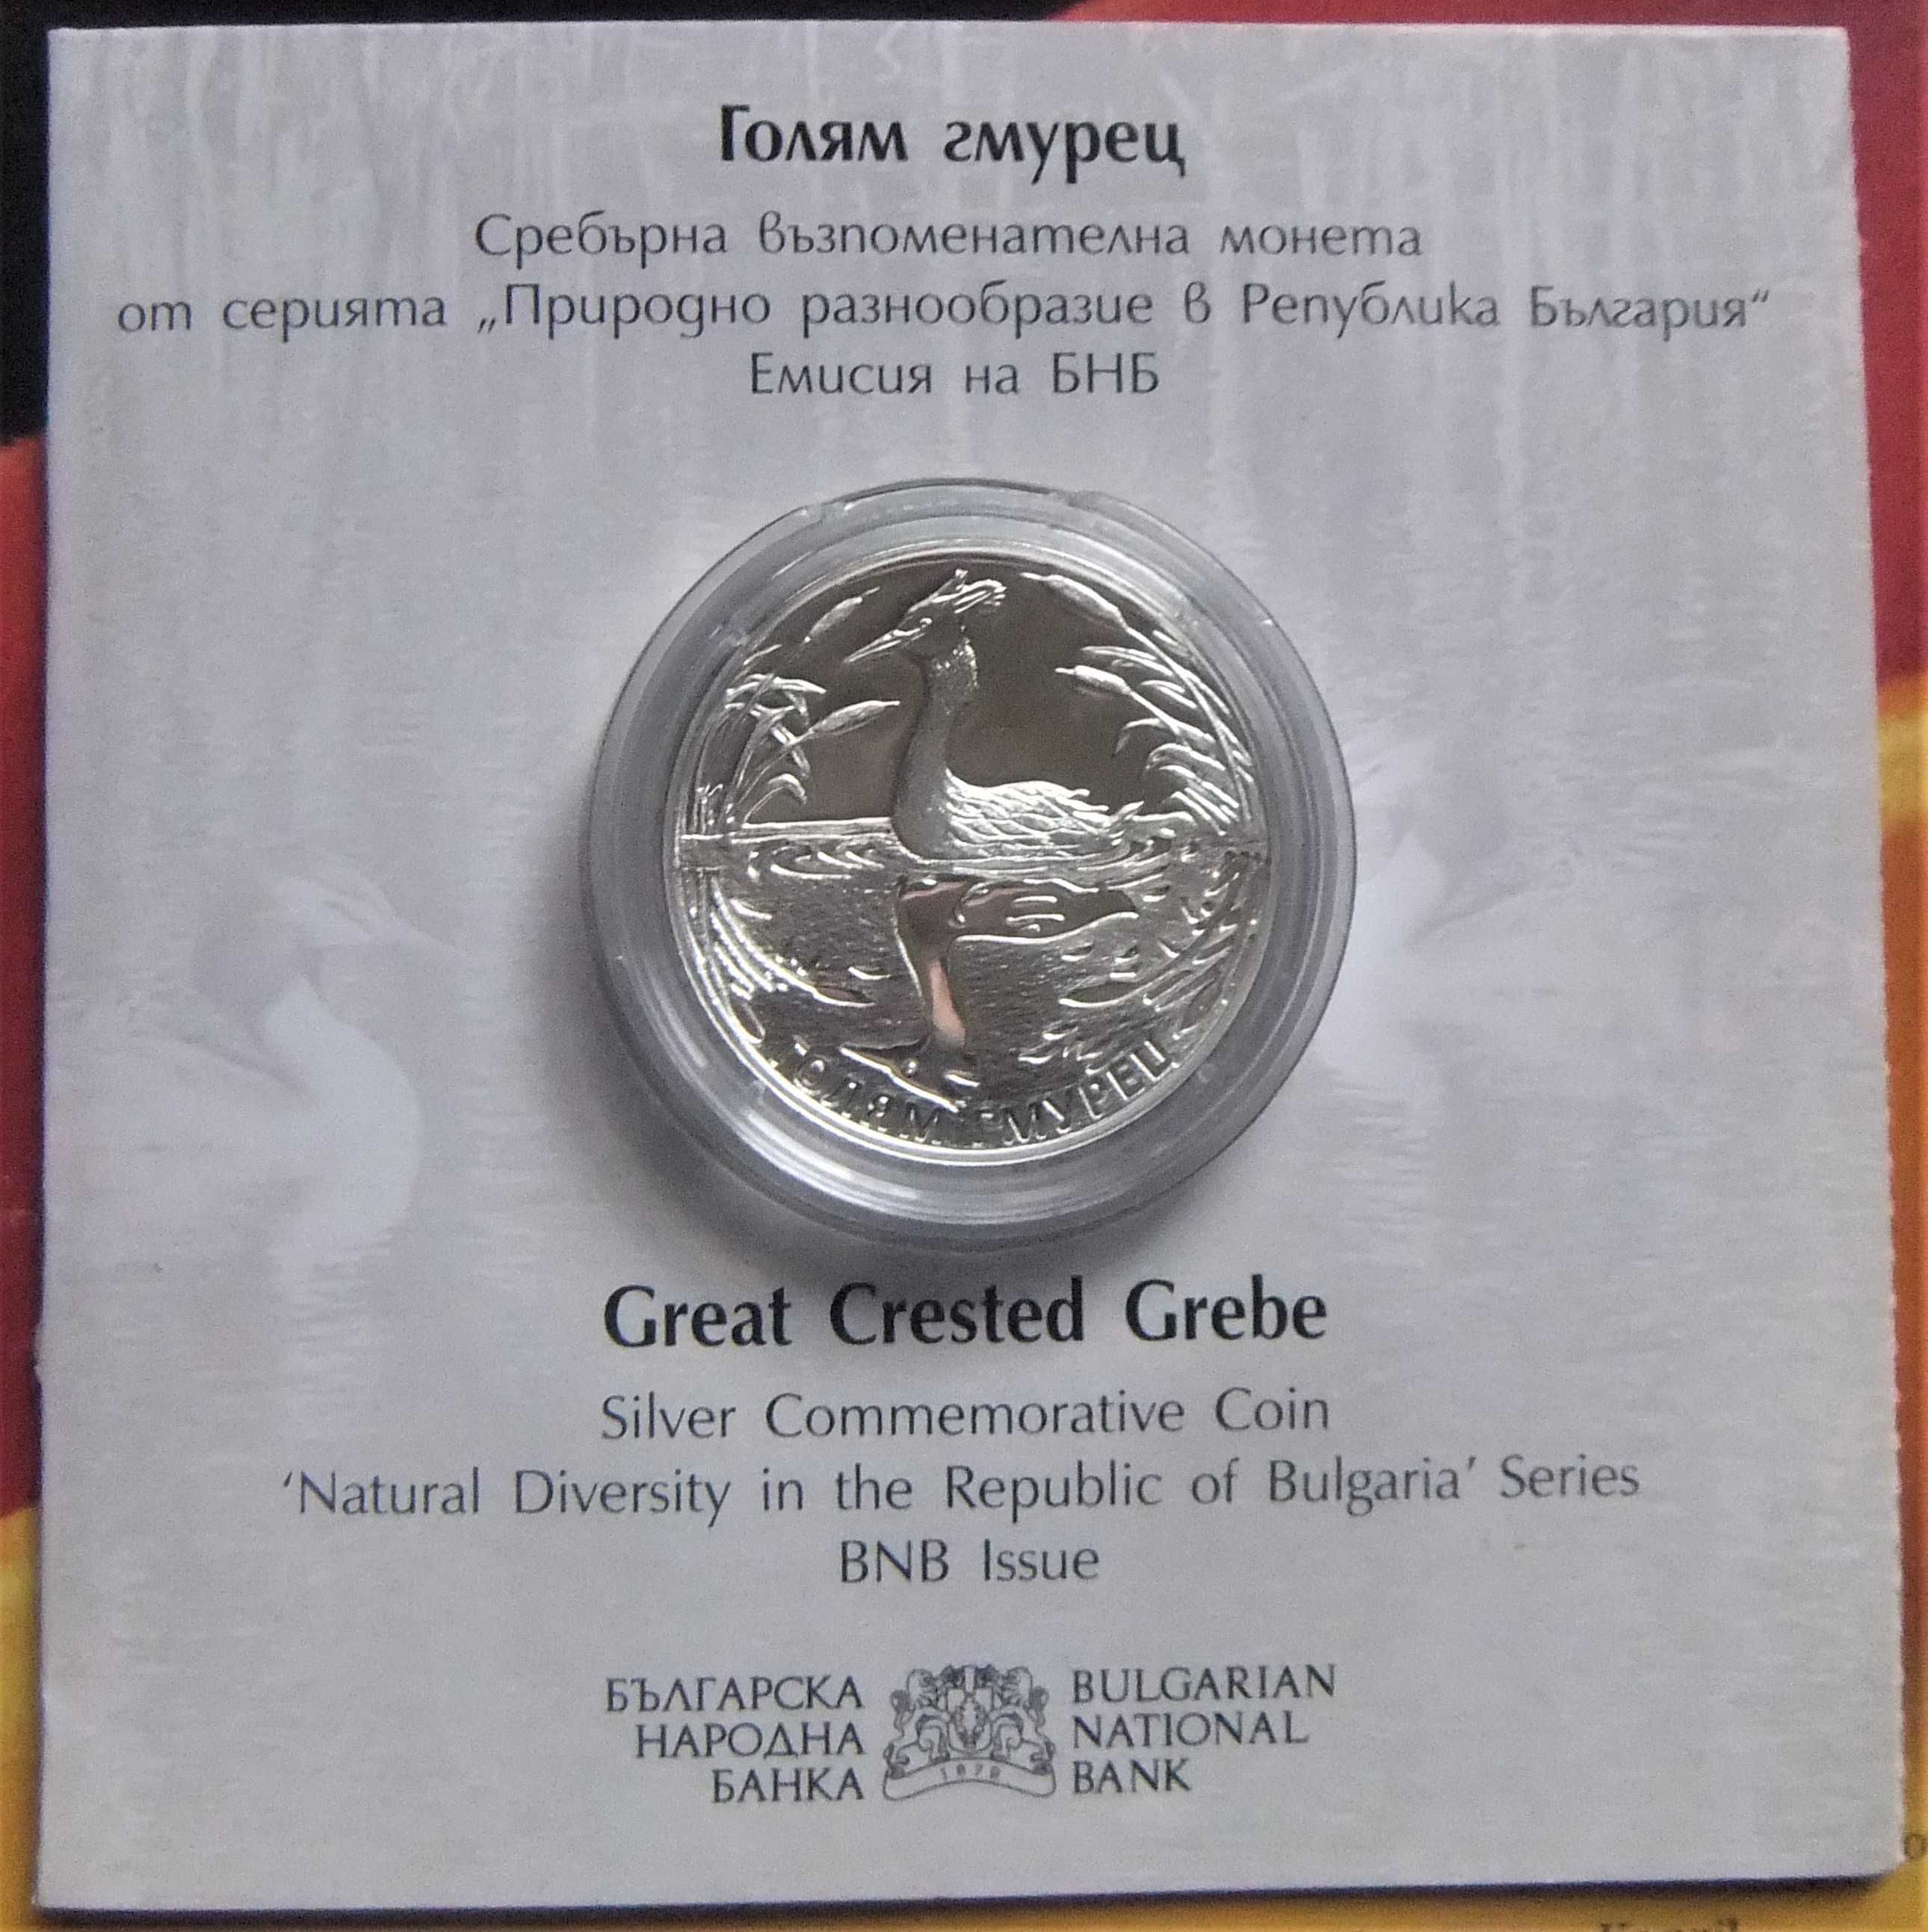 Голям гмурец
Сребърна възпоменателна монета
от серията „Природно разнообразие в Република България“
Емисия на БНБ
ГОЛЯМ ГМУРЕЦ
Great Crested Grebe
Silver Commemorative Coin
‘Natural Diversity in the Republic of Bulgaria’ Series
BNB Issue
БЪЛГАРСКА
НАРОДНА
БАНКА
1879
BULGARIAN
NATIONAL
BANK